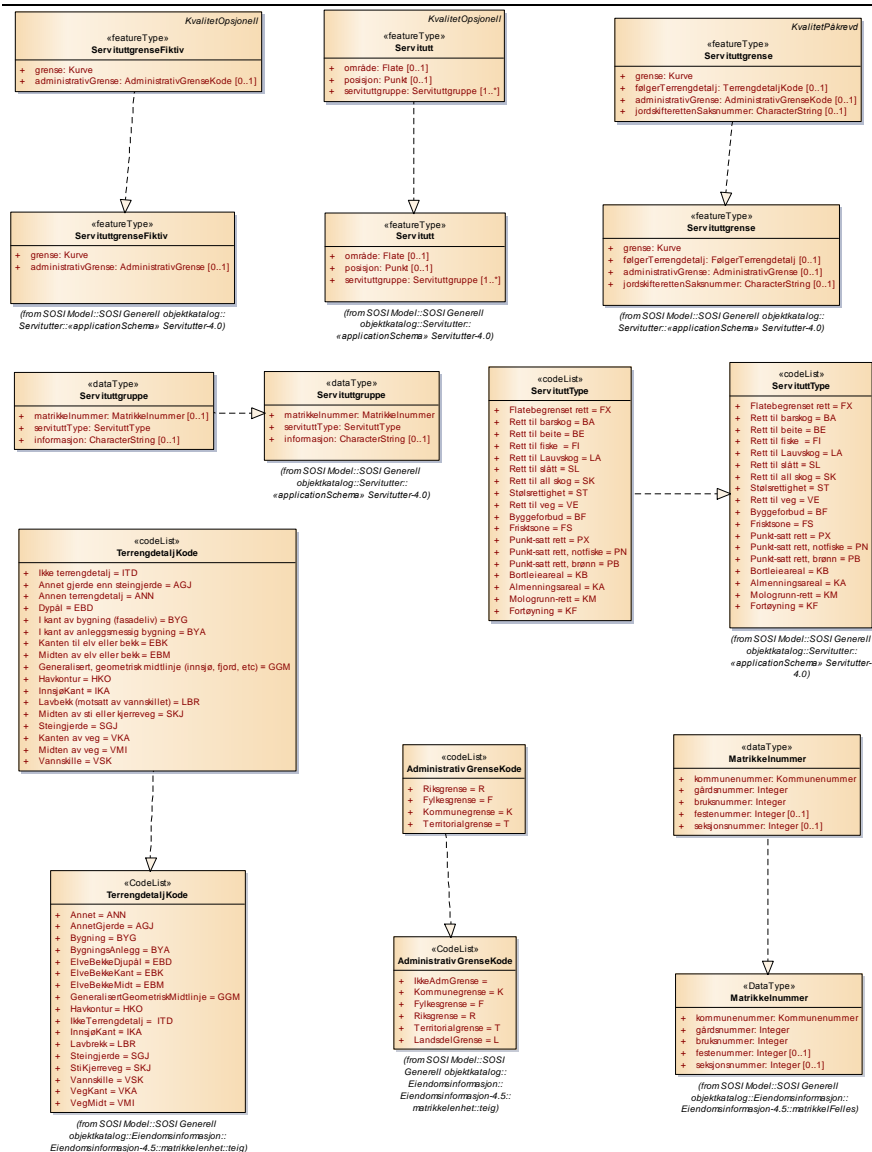 KvalitetOpsjonell
«featureType»
ServituttgrenseFiktiv
+ grense: Kurve
+ administrativGrense: AdministrativGrenseKode [0..1]
KvalitetOpsjonell
«featureType»
Servitutt
+ område: Flate [0..1]
+ posisjon: Punkt [0..1]
+ servituttgruppe: Servituttgruppe [1..*]
KvalitetPåkrevd
«featureType»
Servituttgrense
+ grense: Kurve
+ følgerTerrengdetalj: TerrengdetaljKode [0..1]
+ administrativGrense: AdministrativGrenseKode [0..1]
+ jordskifterettenSaksnummer: CharacterString [0..1]
«featureType»
ServituttgrenseFiktiv
+ grense: Kurve
+ administrativGrense: AdministrativGrense [0..1]
(from SOSI Model::SOSI Generell objektkatalog::
Servitutter::«applicationSchema» Servitutter-4.0)
«featureType»
Servitutt
+ område: Flate [0..1]
+ posisjon: Punkt [0..1]
+ servituttgruppe: Servituttgruppe [1..*]
(from SOSI Model::SOSI Generell
objektkatalog::Servitutter::
«applicationSchema» Servitutter-4.0)
«featureType»
Servituttgrense
+ grense: Kurve
+ følgerTerrengdetalj: FølgerTerrengdetalj [0..1]
+ administrativGrense: AdministrativGrense [0..1]
+ jordskifterettenSaksnummer: CharacterString [0..1]
(from SOSI Model::SOSI Generell objektkatalog::
Servitutter::«applicationSchema» Servitutter-4.0)
«dataType»
Servituttgruppe
+ matrikkelnummer: Matrikkelnummer [0..1]
+ servituttType: ServituttType
+ informasjon: CharacterString [0..1]
«dataType»
Servituttgruppe
+ matrikkelnummer: Matrikkelnummer
+ servituttType: ServituttType
+ informasjon: CharacterString [0..1]
(from SOSI Model::SOSI Generell
objektkatalog::Servitutter::
«applicationSchema» Servitutter-4.0)
«codeList»
ServituttType
+ Flatebegrenset rett = FX
+ Rett til barskog = BA
+ Rett til beite = BE
+ Rett til fiske = FI
+ Rett til Lauvskog = LA
+ Rett til slått = SL
+ Rett til all skog = SK
+ Stølsrettighet = ST
+ Rett til veg = VE
+ Byggeforbud = BF
+ Frisktsone = FS
+ Punkt-satt rett = PX
+ Punkt-satt rett, notfiske = PN
+ Punkt-satt rett, brønn = PB
+ Bortleieareal = KB
+ Almenningsareal = KA
+ Mologrunn-rett = KM
+ Fortøyning = KF
«codeList»
ServituttType
+ Flatebegrenset rett = FX
+ Rett til barskog = BA
+ Rett til beite = BE
+ Rett til fiske = FI
+ Rett til Lauvskog = LA
+ Rett til slått = SL
+ Rett til all skog = SK
+ Stølsrettighet = ST
+ Rett til veg = VE
+ Byggeforbud = BF
+ Frisktsone = FS
+ Punkt-satt rett = PX
+ Punkt-satt rett, notfiske = PN
+ Punkt-satt rett, brønn = PB
+ Bortleieareal = KB
+ Almenningsareal = KA
+ Mologrunn-rett = KM
+ Fortøyning = KF
(from SOSI Model::SOSI Generell
objektkatalog::Servitutter::
«applicationSchema» Servitutter-
4.0)
«codeList»
TerrengdetaljKode
+ Ikke terrengdetalj = ITD
+ Annet gjerde enn steingjerde = AGJ
+ Annen terrengdetalj = ANN
+ Dypål = EBD
+ I kant av bygning (fasadeliv) = BYG
+ I kant av anleggsmessig bygning = BYA
+ Kanten til elv eller bekk = EBK
+ Midten av elv eller bekk = EBM
+ Generalisert, geometrisk midtlinje (innsjø, fjord, etc) = GGM
+ Havkontur = HKO
+ InnsjøKant = IKA
+ Lavbekk (motsatt av vannskillet) = LBR
+ Midten av sti eller kjerreveg = SKJ
+ Steingjerde = SGJ
+ Kanten av veg = VKA
+ Midten av veg = VMI
+ Vannskille = VSK
«codeList»
AdministrativGrenseKode
+ Riksgrense = R
+ Fylkesgrense = F
+ Kommunegrense = K
+ Territorialgrense = T
«dataType»
Matrikkelnummer
+ kommunenummer: Kommunenummer
+ gårdsnummer: Integer
+ bruksnummer: Integer
+ festenummer: Integer [0..1]
+ seksjonsnummer: Integer [0..1]
«CodeList»
TerrengdetaljKode
+ Annet = ANN
+ AnnetGjerde = AGJ
+ Bygning = BYG
+ BygningsAnlegg = BYA
+ ElveBekkeDjupål = EBD
+ ElveBekkeKant = EBK
+ ElveBekkeMidt = EBM
+ GeneralisertGeometriskMidtlinje = GGM
+ Havkontur = HKO
+ IkkeTerrengdetalj = ITD
+ InnsjøKant = IKA
+ Lavbrekk = LBR
+ Steingjerde = SGJ
+ StiKjerreveg = SKJ
+ Vannskille = VSK
+ VegKant = VKA
+ VegMidt = VMI
(from SOSI Model::SOSI Generell
objektkatalog::Eiendomsinformasjon::
Eiendomsinformasjon-4.5::matrikkelenhet::teig)
«CodeList»
AdministrativGrenseKode
+ IkkeAdmGrense =
+ Kommunegrense = K
+ Fylkesgrense = F
+ Riksgrense = R
+ Territorialgrense = T
+ LandsdelGrense = L
(from SOSI Model::SOSI
Generell objektkatalog::
Eiendomsinformasjon::
Eiendomsinformasjon-4.5::
matrikkelenhet::teig)
«DataType»
Matrikkelnummer
+ kommunenummer: Kommunenummer
+ gårdsnummer: Integer
+ bruksnummer: Integer
+ festenummer: Integer [0..1]
+ seksjonsnummer: Integer [0..1]
(from SOSI Model::SOSI Generell
objektkatalog::Eiendomsinformasjon::
Eiendomsinformasjon-4.5::matrikkelFelles)